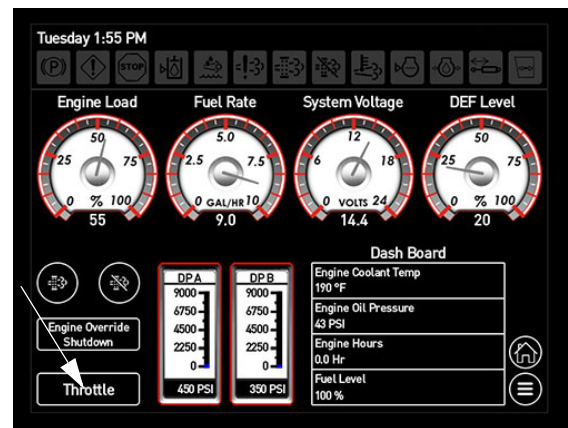 Tuesday 1:55 PM
(P) STOP
Engine Load Fuel Rate System Voltage DEF Level
50 5.0 12 50
25 75 2.5 7.5 6 18 25 75
0 % 100 0 GAL/HR 10 0 VOLTS 24 0 % 100
55 9.0 14.4 20
Dash Board
DPA DPB
9000 9000
6750 6750
4500 4500
2250 2250
0 0
450 PSI 350 PSI
Engine Coolant Temp
190 °F
Engine Oil Pressure
43 PSI
Engine Hours
0.0 Hr
Fuel Level
100 %
Engine Override
Shutdown
Throttle